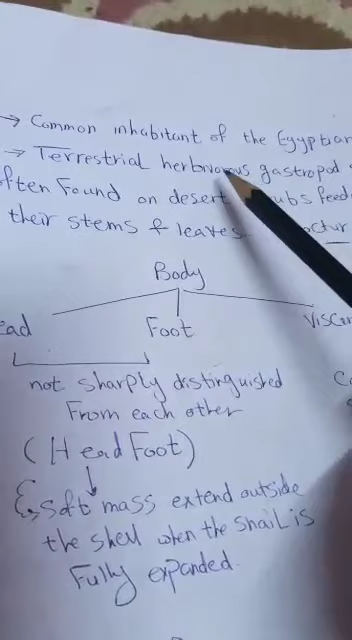 → Common inhabitant of the Egyptian
→ Terrestrial herbivorous gastropod
often Found on desert feed
their stems & leaves.
Body
Foot
not sharply distinguished
From each other
(Head Foot)
soft mass extend outside
the shell when the snail is
Fully expanded.